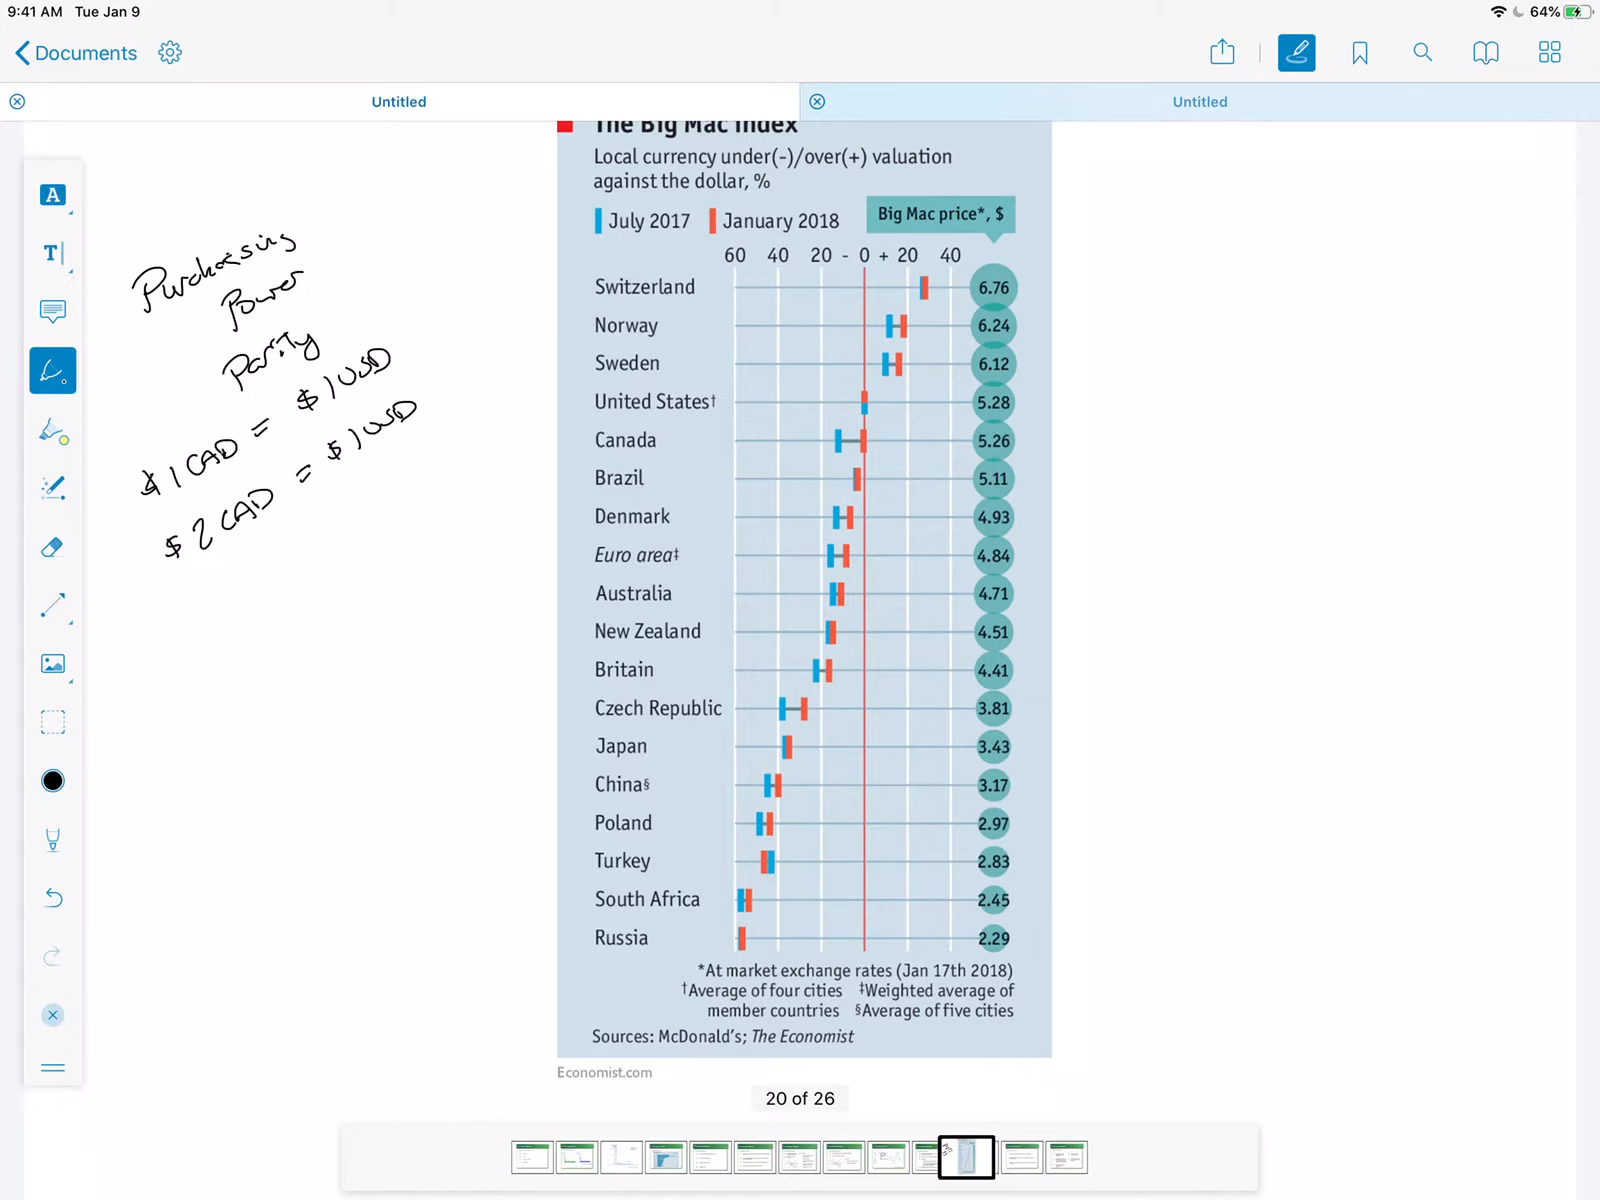 9:41 AM Tue Jan 9
64%
Documents
Untitled
Untitled
The Big Mac Index
Local currency under(-)/over(+) valuation
against the dollar, %
July 2017 January 2018
Big Mac price*, $
60 40 20 - 0 + 20 40
Switzerland 6.76
Norway 6.24
Sweden 6.12
United States† 5.28
Canada 5.26
Brazil 5.11
Denmark 4.93
Euro area‡ 4.84
Australia 4.71
New Zealand 4.51
Britain 4.41
Czech Republic 3.81
Japan 3.43
China§ 3.17
Poland 2.97
Turkey 2.83
South Africa 2.45
Russia 2.29
*At market exchange rates (Jan 17th 2018)
†Average of four cities ‡Weighted average of
member countries §Average of five cities
Sources: McDonald's; The Economist
Economist.com
Purchasing
Power
Parity
$1 CAD = $1 USD
$2 CAD = $1 USD
A
T
20 of 26